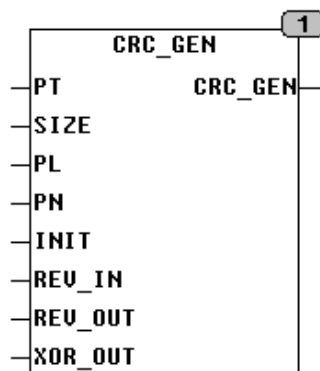 1
CRC_GEN
PT CRC_GEN
SIZE
PL
PN
INIT
REV_IN
REV_OUT
XOR_OUT